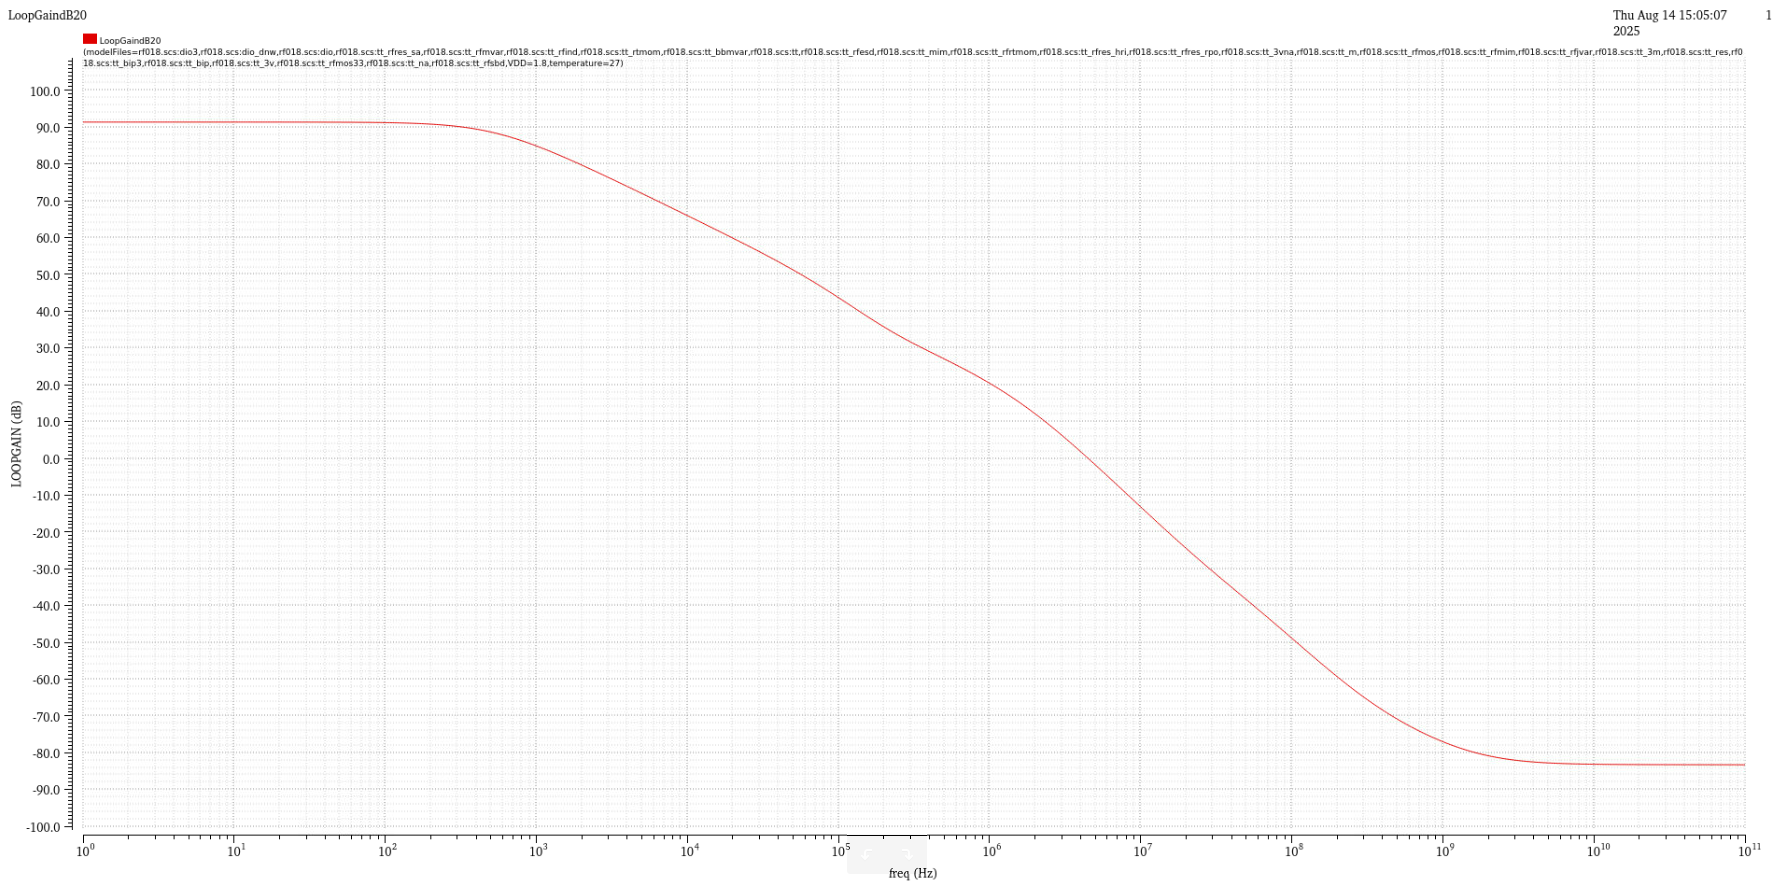 LoopGaindB20
Thu Aug 14 15:05:07 1
2025
LoopGaindB20
(modelFiles=rf018.scs:dio3,rf018.scs:dio_dnw,rf018.scs:dio,rf018.scs:tt_rfres_sa,rf018.scs:tt_rfmvar,rf018.scs:tt_rfind,rf018.scs:tt_rtmom,rf018.scs:tt_bbmvar,rf018.scs:tt,rf018.scs:tt_rfesd,rf018.scs:tt_mim,rf018.scs:tt_rfrtmom,rf018.scs:tt_rfres_hri,rf018.scs:tt_rfres_rpo,rf018.scs:tt_3vna,rf018.scs:tt_m,rf018.scs:tt_rfmos,rf018.scs:tt_rfmim,rf018.scs:tt_rfjvar,rf018.scs:tt_3m,rf018.scs:tt_res,rf0
18.scs:tt_bip3,rf018.scs:tt_bip,rf018.scs:tt_3v,rf018.scs:tt_rfmos33,rf018.scs:tt_na,rf018.scs:tt_rfsbd,VDD=1.8,temperature=27)
100.0
90.0
80.0
70.0
60.0
50.0
40.0
30.0
20.0
10.0
0.0
-10.0
-20.0
-30.0
-40.0
-50.0
-60.0
-70.0
-80.0
-90.0
-100.0
LOOPGAIN (dB)
10⁰ 10¹ 10² 10³ 10⁴ 10⁵ 10⁶ 10⁷ 10⁸ 10⁹ 10¹⁰ 10¹¹
freq (Hz)